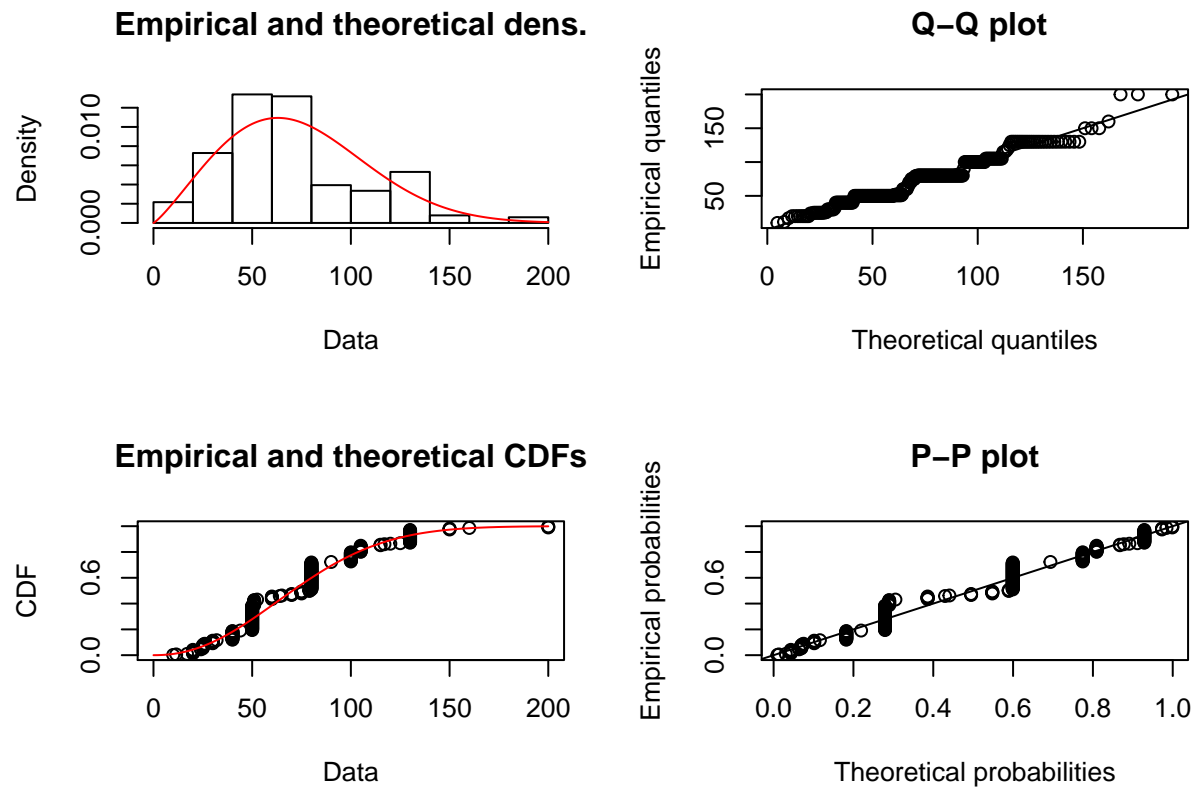 Empirical and theoretical dens.
Density
0.000
0.010
0
50
100
150
200
Data
Q−Q plot
Empirical quantiles
50
150
0
50
100
150
Theoretical quantiles
Empirical and theoretical CDFs
CDF
0.0
0.6
0
50
100
150
200
Data
P−P plot
Empirical probabilities
0.0
0.6
0.0
0.2
0.4
0.6
0.8
1.0
Theoretical probabilities